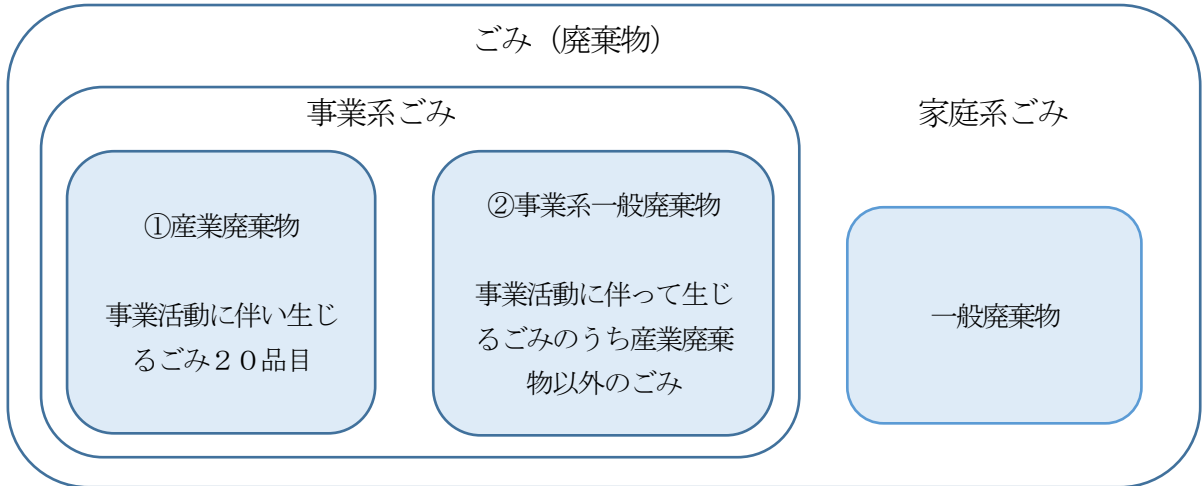 ごみ（廃棄物）
事業系ごみ
家庭系ごみ
①産業廃棄物
事業活動に伴い生じ
るごみ２０品目
②事業系一般廃棄物
事業活動に伴って生じ
るごみのうち産業廃棄
物以外のごみ
一般廃棄物